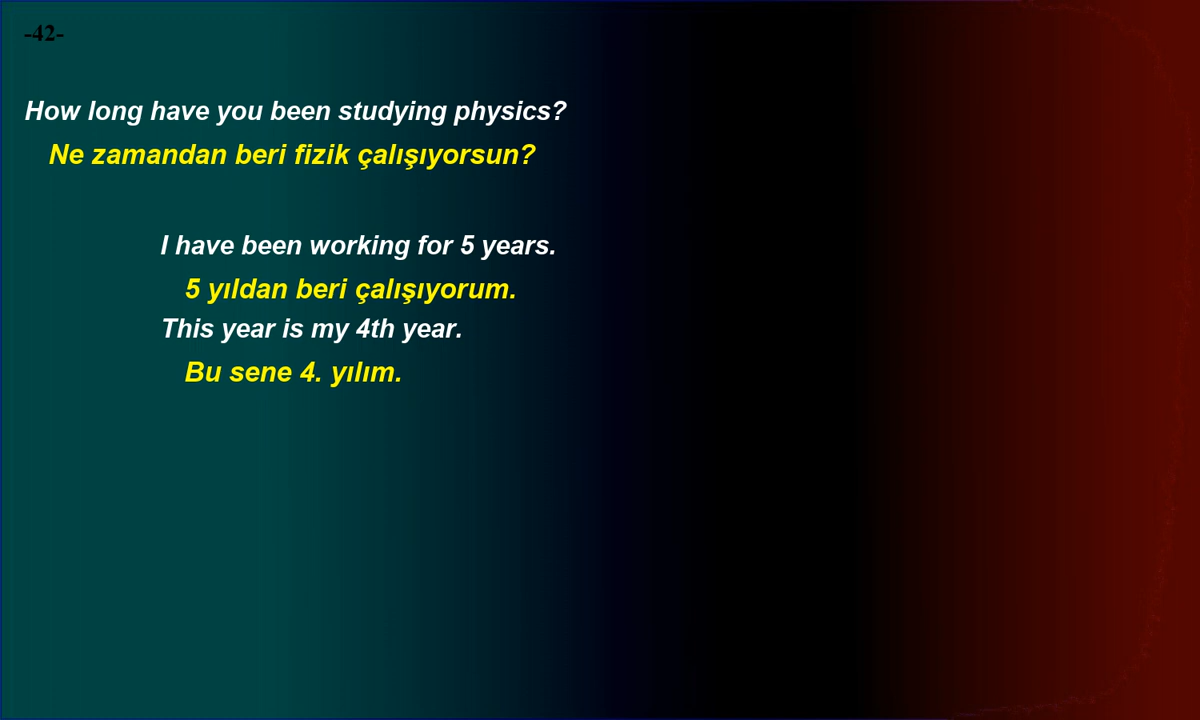 -42-
How long have you been studying physics?
Ne zamandan beri fizik çalışıyorsun?
I have been working for 5 years.
5 yıldan beri çalışıyorum.
This year is my 4th year.
Bu sene 4. yılım.